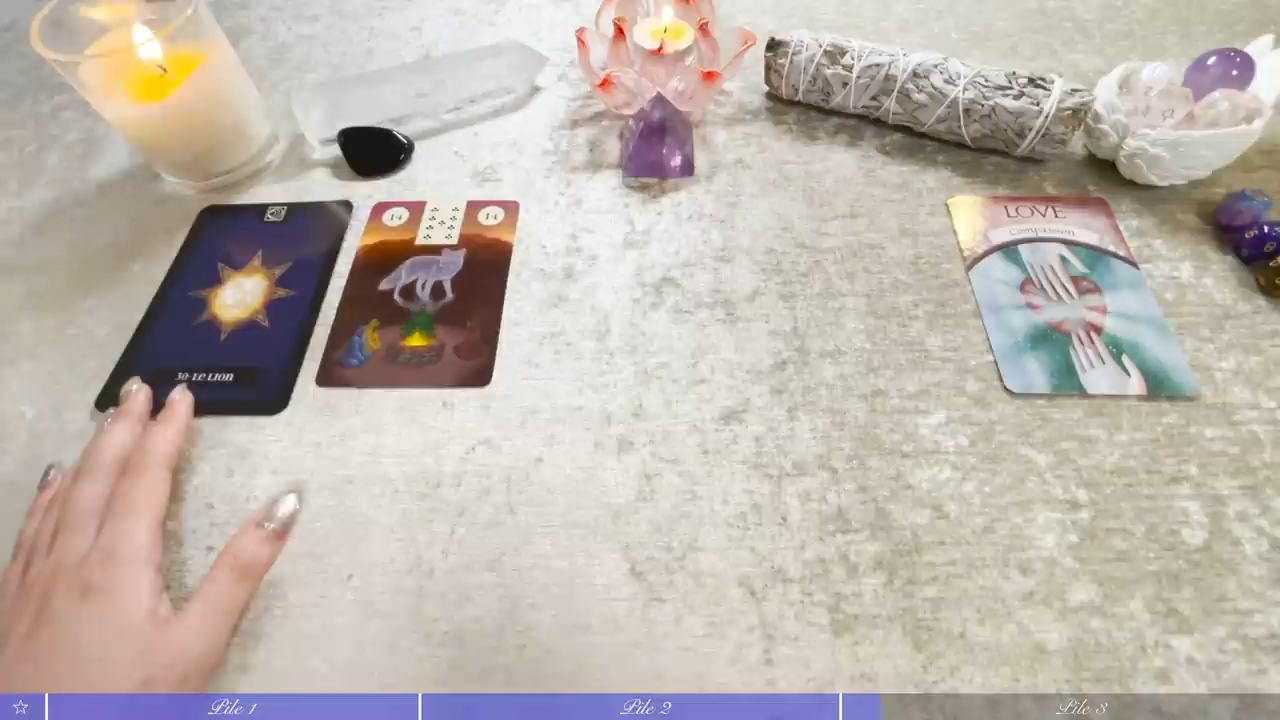 30-LE LION
14
14
LOVE
Compassion
Pile 1
Pile 2
Pile 3